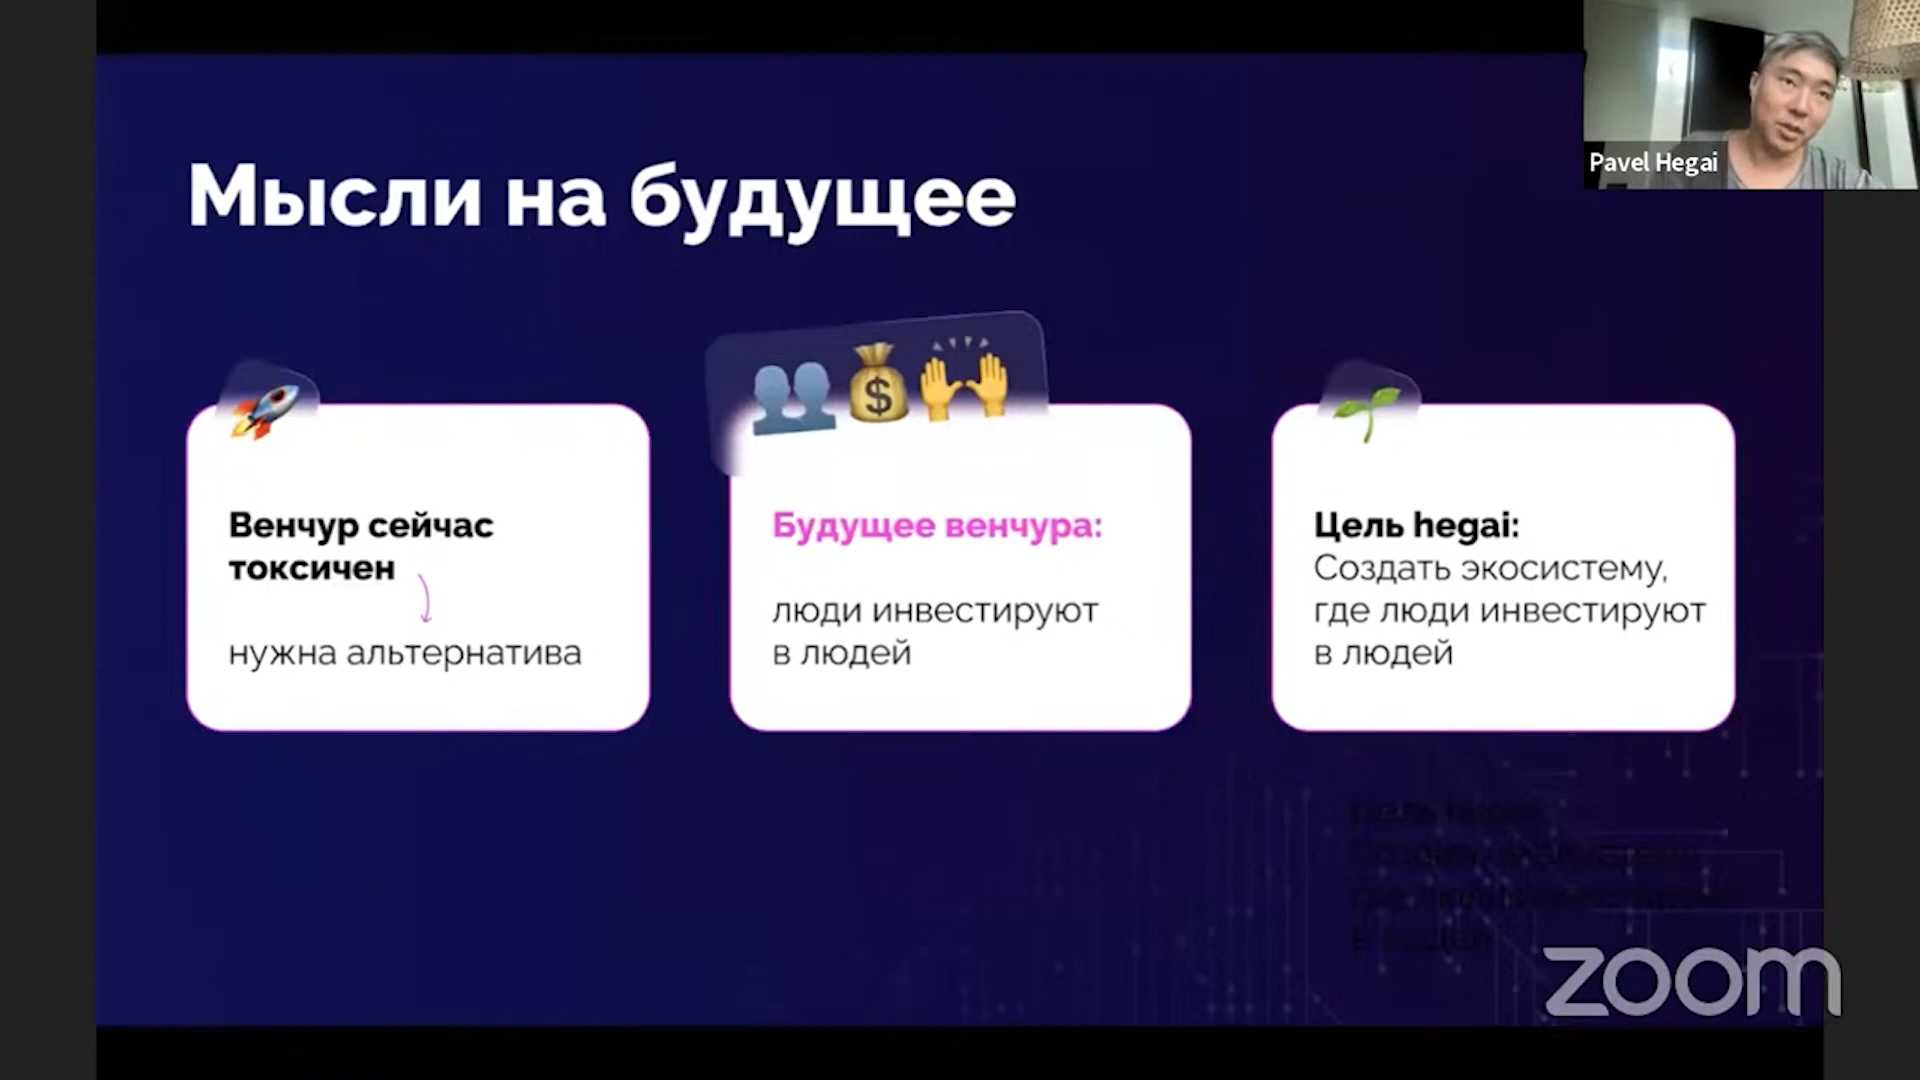 Pavel Hegai
Мысли на будущее
Венчур сейчас
токсичен
нужна альтернатива
Будущее венчура:
люди инвестируют
в людей
Цель hegai:
Создать экосистему,
где люди инвестируют
в людей
zoom